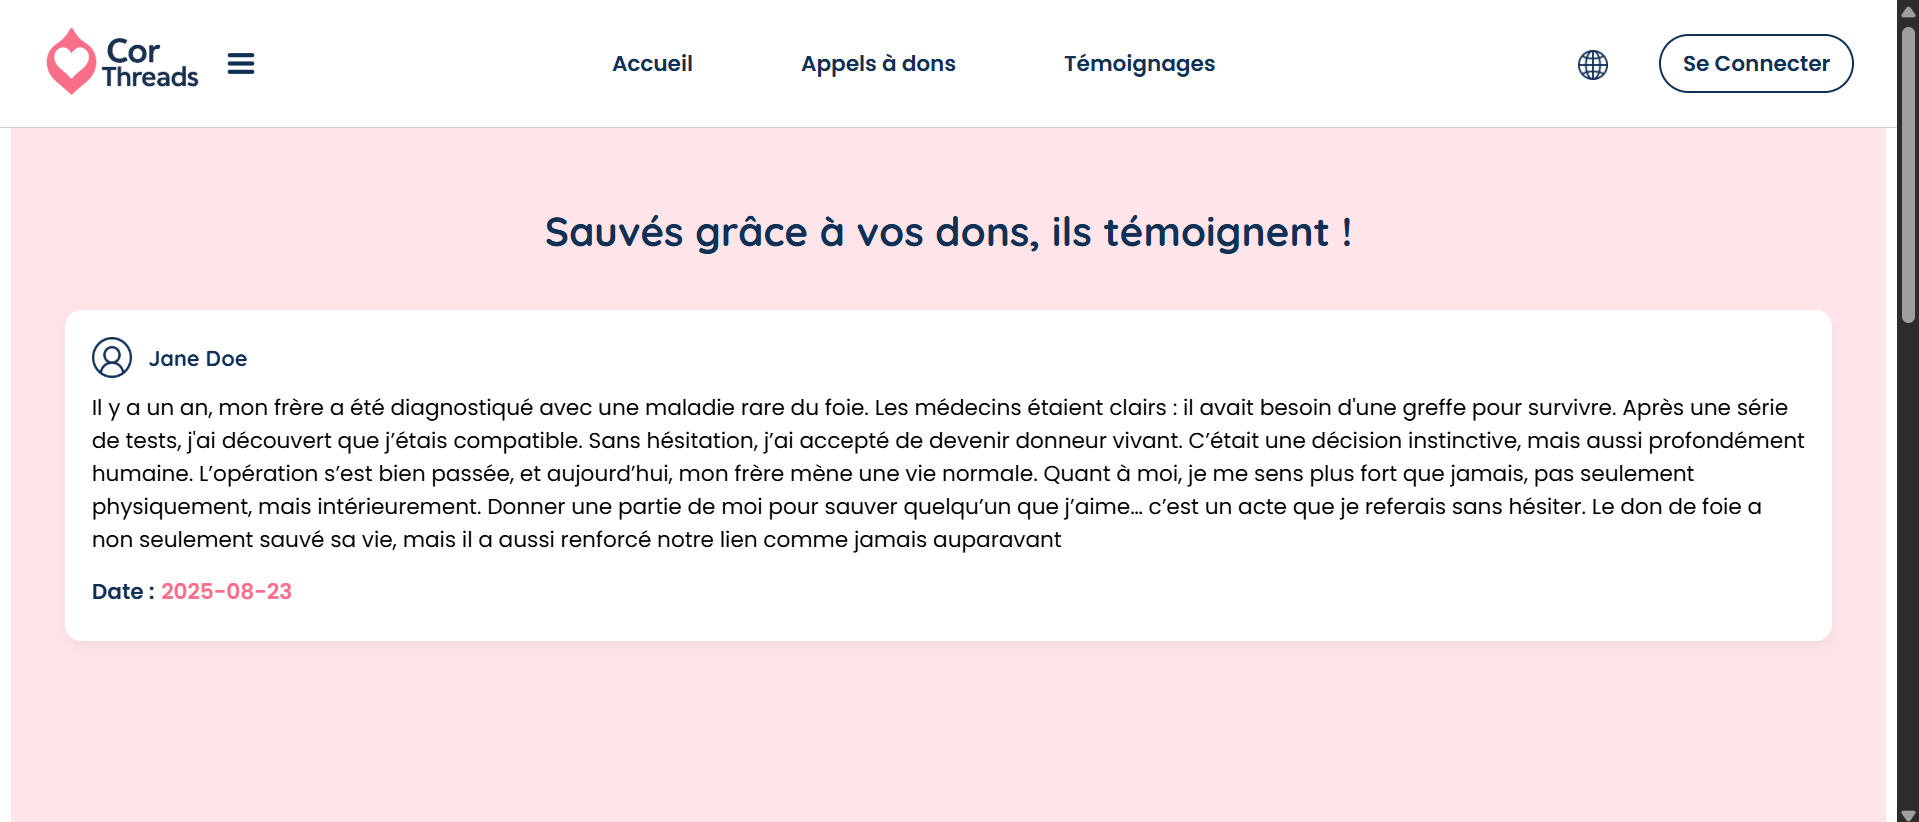 Cor
Threads
Accueil
Appels à dons
Témoignages
Se Connecter
Sauvés grâce à vos dons, ils témoignent !
Jane Doe
Il y a un an, mon frère a été diagnostiqué avec une maladie rare du foie. Les médecins étaient clairs : il avait besoin d'une greffe pour survivre. Après une série
de tests, j'ai découvert que j’étais compatible. Sans hésitation, j’ai accepté de devenir donneur vivant. C’était une décision instinctive, mais aussi profondément
humaine. L’opération s’est bien passée, et aujourd’hui, mon frère mène une vie normale. Quant à moi, je me sens plus fort que jamais, pas seulement
physiquement, mais intérieurement. Donner une partie de moi pour sauver quelqu’un que j’aime… c’est un acte que je referais sans hésiter. Le don de foie a
non seulement sauvé sa vie, mais il a aussi renforcé notre lien comme jamais auparavant
Date : 2025-08-23